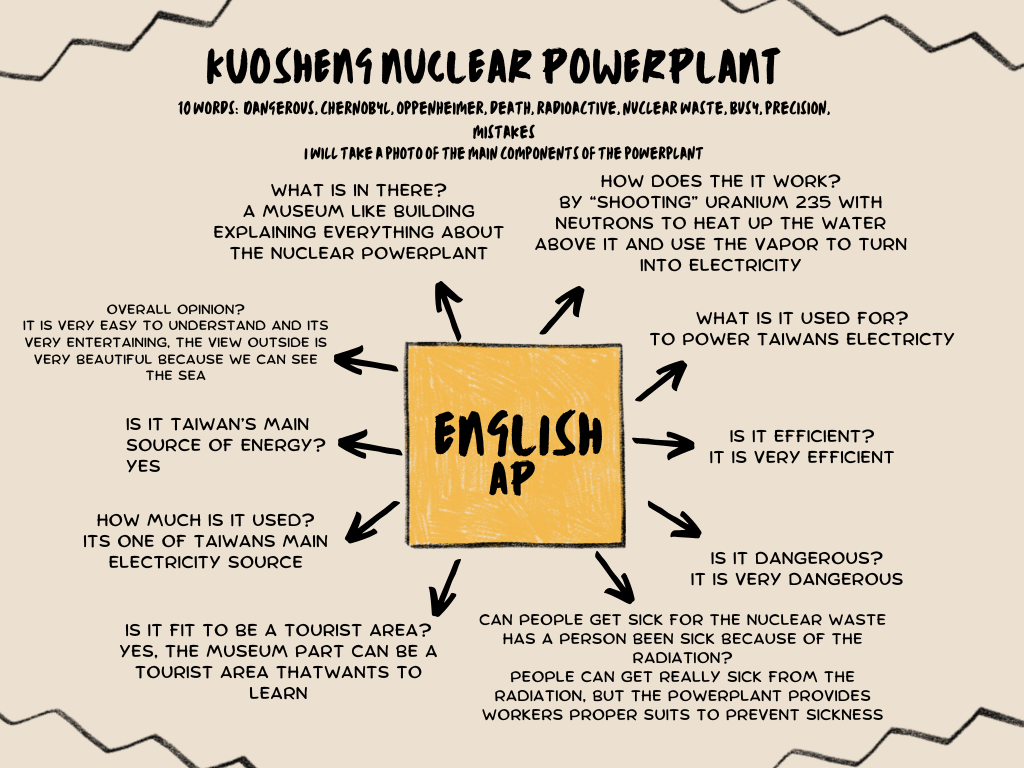 KUOSHENG NUCLEAR POWERPLANT
10 WORDS: DANGEROUS, CHERNOBYL, OPPENHEIMER, DEATH, RADIOACTIVE, NUCLEAR WASTE, BUSY, PRECISION,
MISTAKES
I WILL TAKE A PHOTO OF THE MAIN COMPONENTS OF THE POWERPLANT
WHAT IS IN THERE?
A MUSEUM LIKE BUILDING
EXPLAINING EVERYTHING ABOUT
THE NUCLEAR POWERPLANT
HOW DOES THE IT WORK?
BY “SHOOTING” URANIUM 235 WITH
NEUTRONS TO HEAT UP THE WATER
ABOVE IT AND USE THE VAPOR TO TURN
INTO ELECTRICITY
OVERALL OPINION?
IT IS VERY EASY TO UNDERSTAND AND ITS
VERY ENTERTAINING, THE VIEW OUTSIDE IS
VERY BEAUTIFUL BECAUSE WE CAN SEE
THE SEA
WHAT IS IT USED FOR?
TO POWER TAIWANS ELECTRICTY
IS IT TAIWAN’S MAIN
SOURCE OF ENERGY?
YES
ENGLISH
AP
IS IT EFFICIENT?
IT IS VERY EFFICIENT
HOW MUCH IS IT USED?
ITS ONE OF TAIWANS MAIN
ELECTRICITY SOURCE
IS IT DANGEROUS?
IT IS VERY DANGEROUS
IS IT FIT TO BE A TOURIST AREA?
YES, THE MUSEUM PART CAN BE A
TOURIST AREA THATWANTS TO
LEARN
CAN PEOPLE GET SICK FOR THE NUCLEAR WASTE
HAS A PERSON BEEN SICK BECAUSE OF THE
RADIATION?
PEOPLE CAN GET REALLY SICK FROM THE
RADIATION, BUT THE POWERPLANT PROVIDES
WORKERS PROPER SUITS TO PREVENT SICKNESS